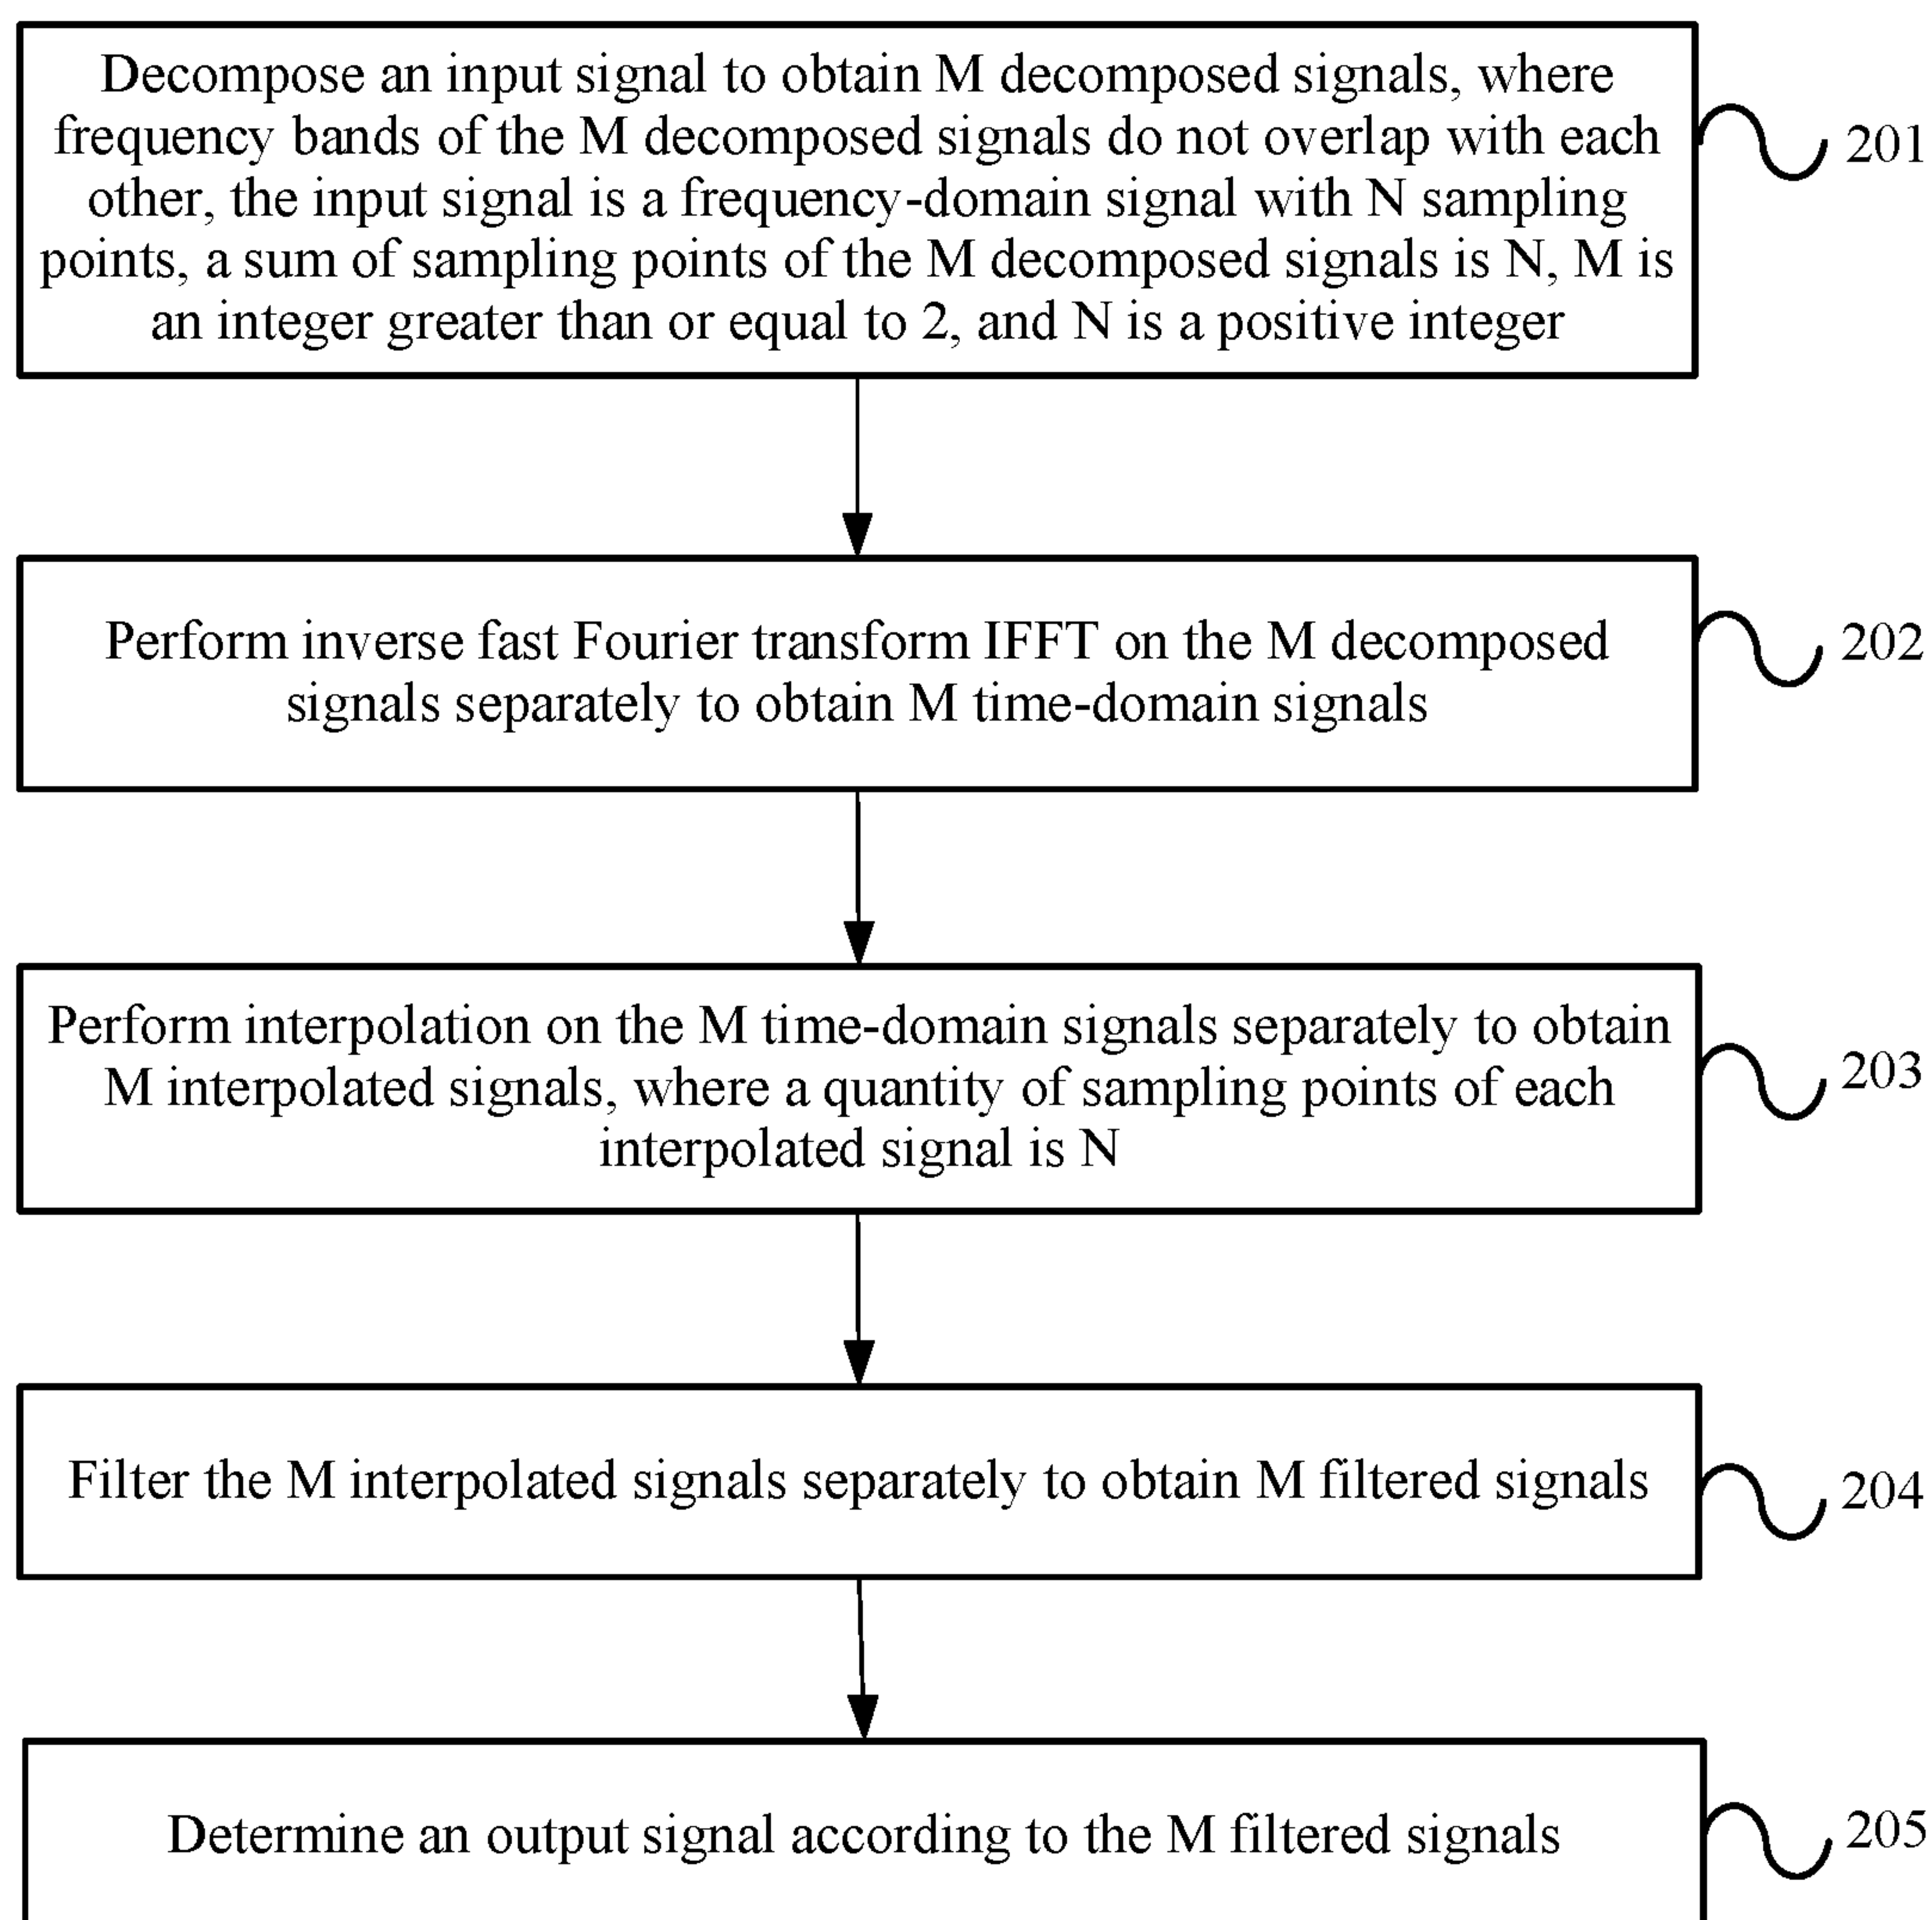 Decompose an input signal to obtain M decomposed signals, where
frequency bands of the M decomposed signals do not overlap with each
other, the input signal is a frequency-domain signal with N sampling
points, a sum of sampling points of the M decomposed signals is N, M is
an integer greater than or equal to 2, and N is a positive integer
201
Perform inverse fast Fourier transform IFFT on the M decomposed
signals separately to obtain M time-domain signals
202
Perform interpolation on the M time-domain signals separately to obtain
M interpolated signals, where a quantity of sampling points of each
interpolated signal is N
203
Filter the M interpolated signals separately to obtain M filtered signals
204
Determine an output signal according to the M filtered signals
205